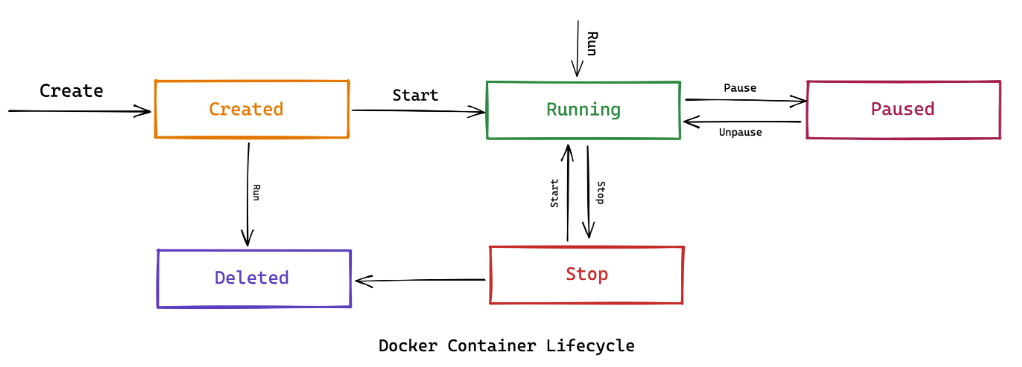 Run
Create
Created
Start
Running
Pause
Unpause
Paused
Run
Start
Stop
Deleted
Stop
Docker Container Lifecycle